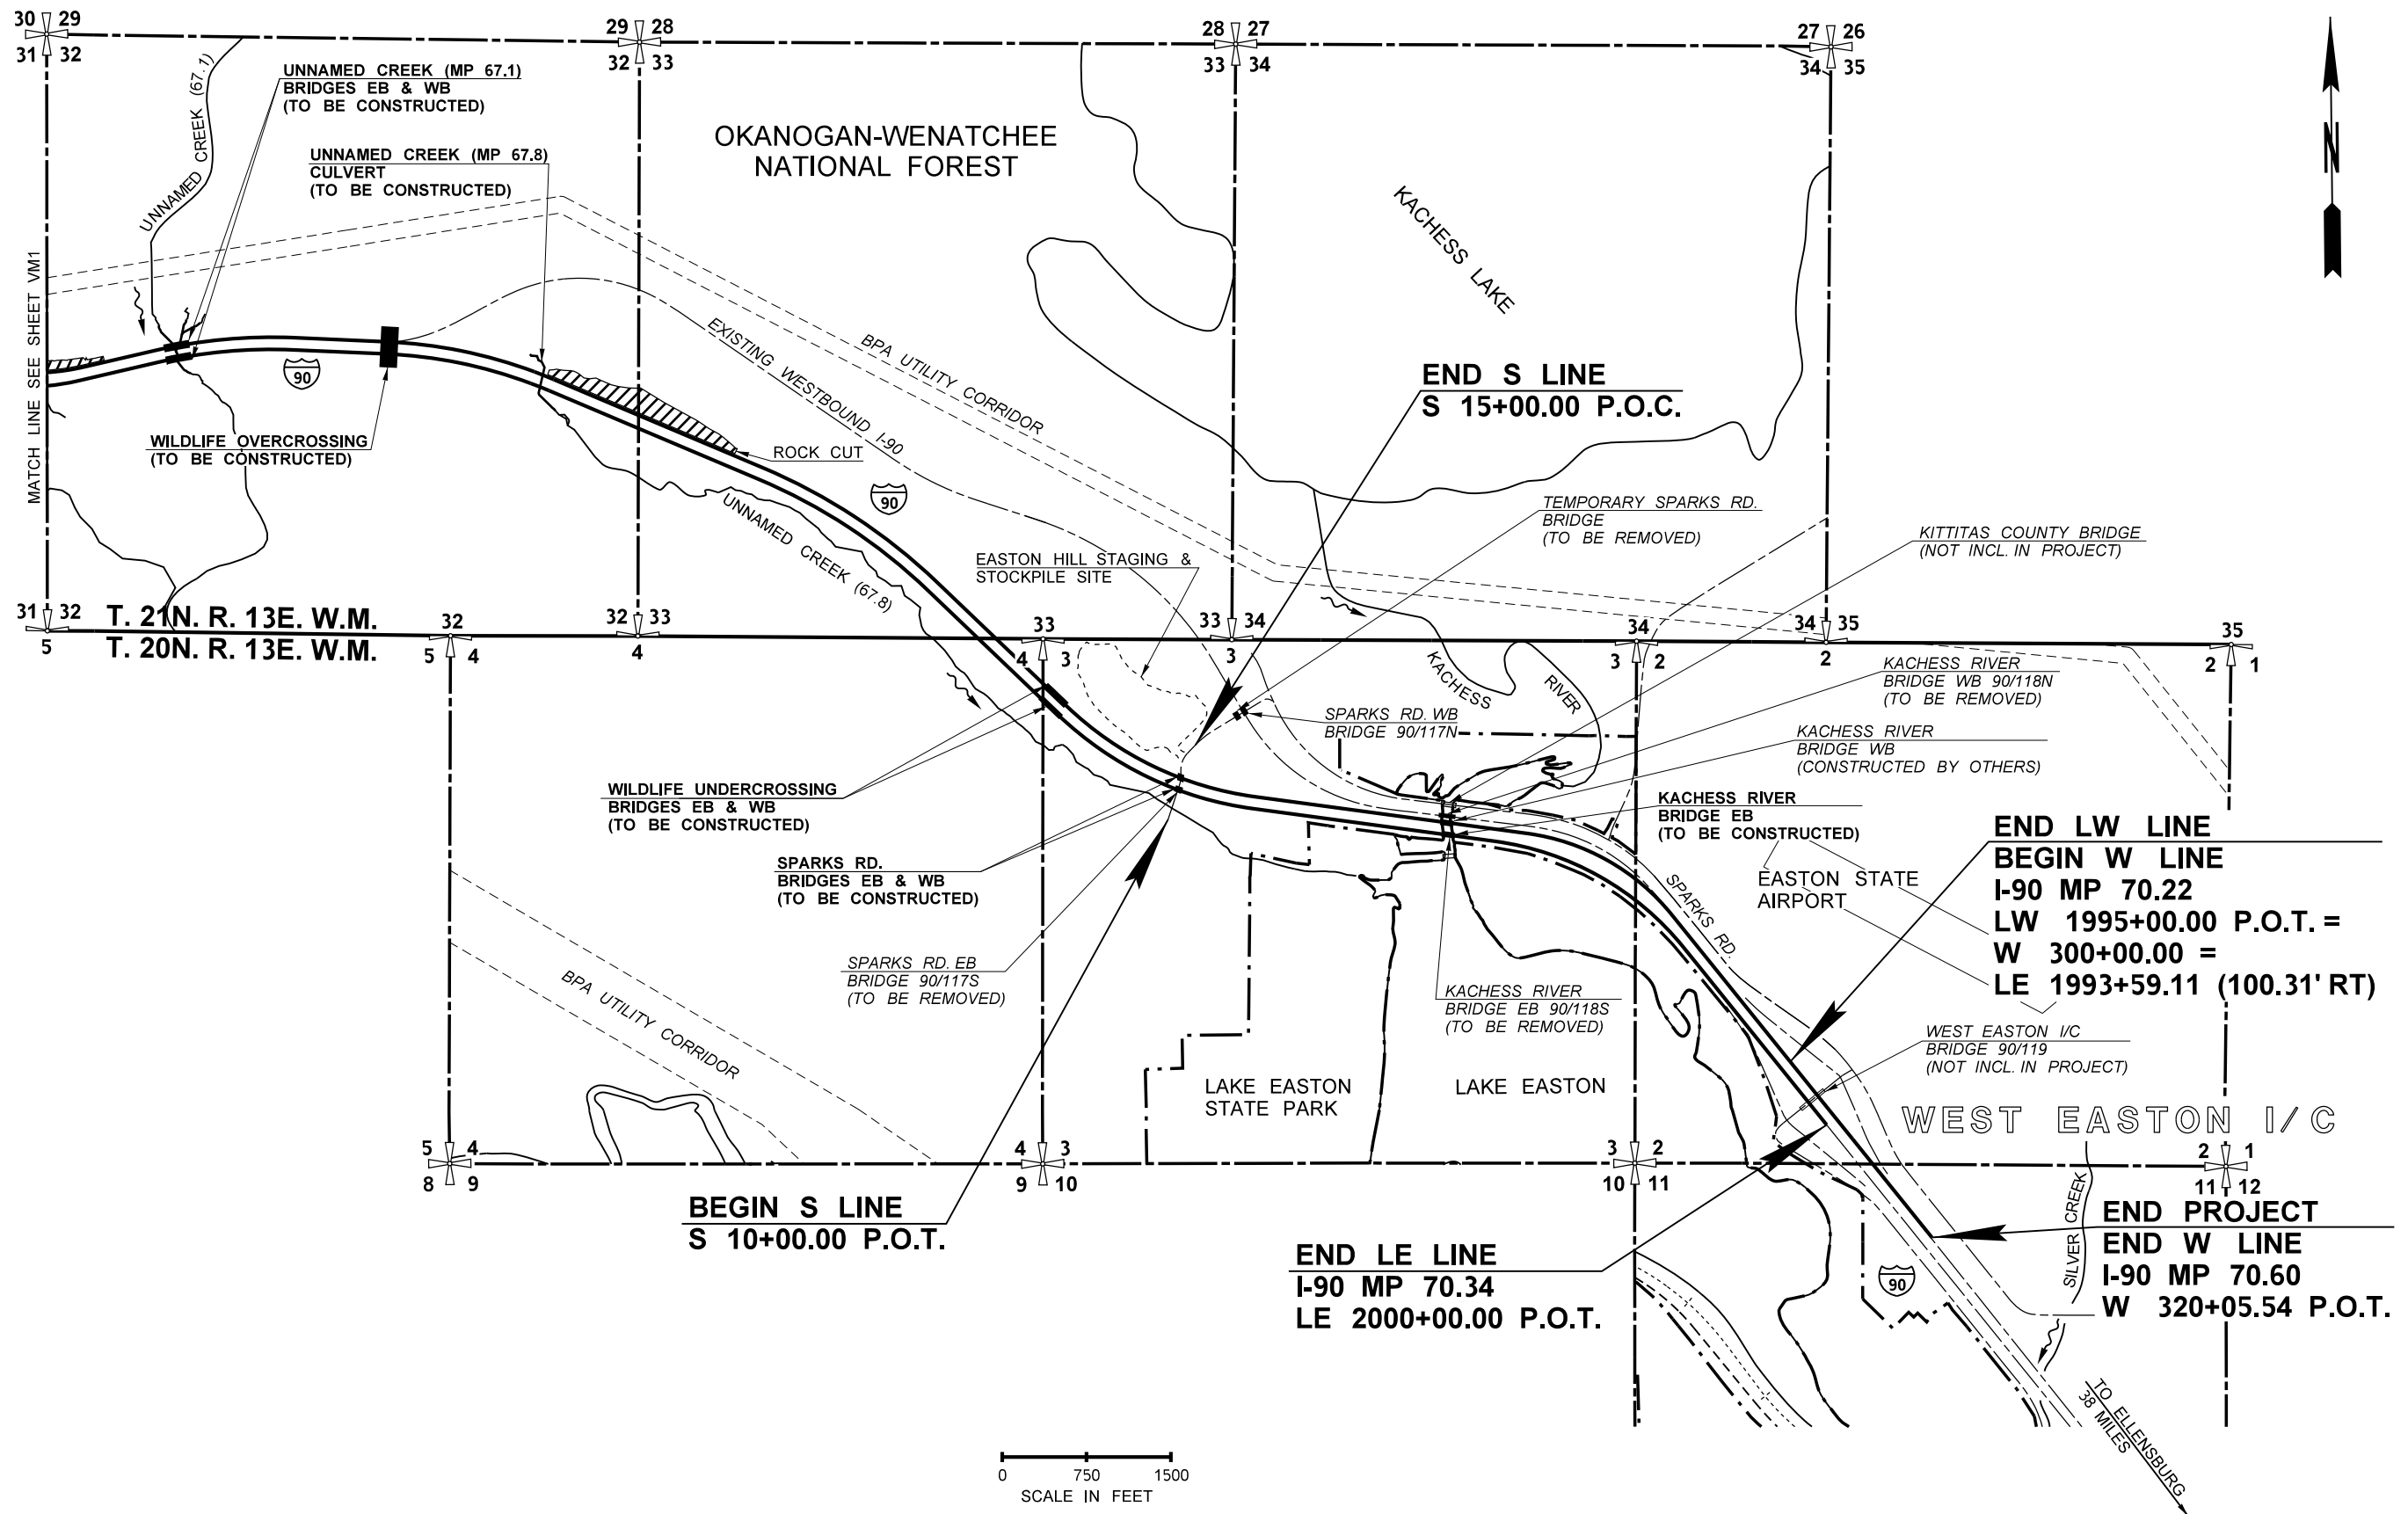 30 29
31 32
29 28
32 33
28 27
33 34
27 26
34 35
N
UNNAMED CREEK (67.1)
UNNAMED CREEK (MP 67.1)
BRIDGES EB & WB
(TO BE CONSTRUCTED)
UNNAMED CREEK (MP 67.8)
CULVERT
(TO BE CONSTRUCTED)
OKANOGAN-WENATCHEE
NATIONAL FOREST
KACHESS LAKE
MATCH LINE SEE SHEET VM1
90
WILDLIFE OVERCROSSING
(TO BE CONSTRUCTED)
EXISTING WESTBOUND I-90
BPA UTILITY CORRIDOR
ROCK CUT
90
UNNAMED CREEK (67.8)
END S LINE
S 15+00.00 P.O.C.
TEMPORARY SPARKS RD.
BRIDGE
(TO BE REMOVED)
KITTITAS COUNTY BRIDGE
(NOT INCL. IN PROJECT)
EASTON HILL STAGING &
STOCKPILE SITE
31 32
5
T. 21N. R. 13E. W.M.
T. 20N. R. 13E. W.M.
32
5 4
32 33
4
33
4 3
33 34
3
34
3 2
34 35
2
35
2 1
KACHESS RIVER
SPARKS RD. WB
BRIDGE 90/117N
KACHESS RIVER
BRIDGE WB 90/118N
(TO BE REMOVED)
KACHESS RIVER
BRIDGE WB
(CONSTRUCTED BY OTHERS)
KACHESS RIVER
BRIDGE EB
(TO BE CONSTRUCTED)
WILDLIFE UNDERCROSSING
BRIDGES EB & WB
(TO BE CONSTRUCTED)
SPARKS RD.
BRIDGES EB & WB
(TO BE CONSTRUCTED)
SPARKS RD. EB
BRIDGE 90/117S
(TO BE REMOVED)
BPA UTILITY CORRIDOR
SPARKS RD.
EASTON STATE
AIRPORT
END LW LINE
BEGIN W LINE
I-90 MP 70.22
LW 1995+00.00 P.O.T. =
W 300+00.00 =
LE 1993+59.11 (100.31' RT)
KACHESS RIVER
BRIDGE EB 90/118S
(TO BE REMOVED)
WEST EASTON I/C
BRIDGE 90/119
(NOT INCL. IN PROJECT)
LAKE EASTON
STATE PARK
LAKE EASTON
WEST EASTON I/C
5 4
8 9
4 3
9 10
3 2
10 11
2 1
11 12
BEGIN S LINE
S 10+00.00 P.O.T.
END LE LINE
I-90 MP 70.34
LE 2000+00.00 P.O.T.
90
SILVER CREEK
END PROJECT
END W LINE
I-90 MP 70.60
W 320+05.54 P.O.T.
TO ELLENSBURG
38 MILES
0 750 1500
SCALE IN FEET